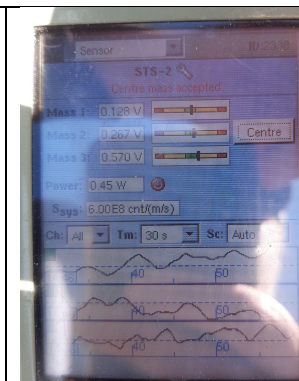 Sensor
STS-2
Centre mass accepted
Mass 1: 0.128 V
Mass 2: 0.267 V Centre
Mass 3: 0.570 V
Power: 0.45 W
Ssys: 6.00E8 cnt/(m/s)
Ch: All Tm: 30 s Sc: Auto
40 50
40 50
40 50